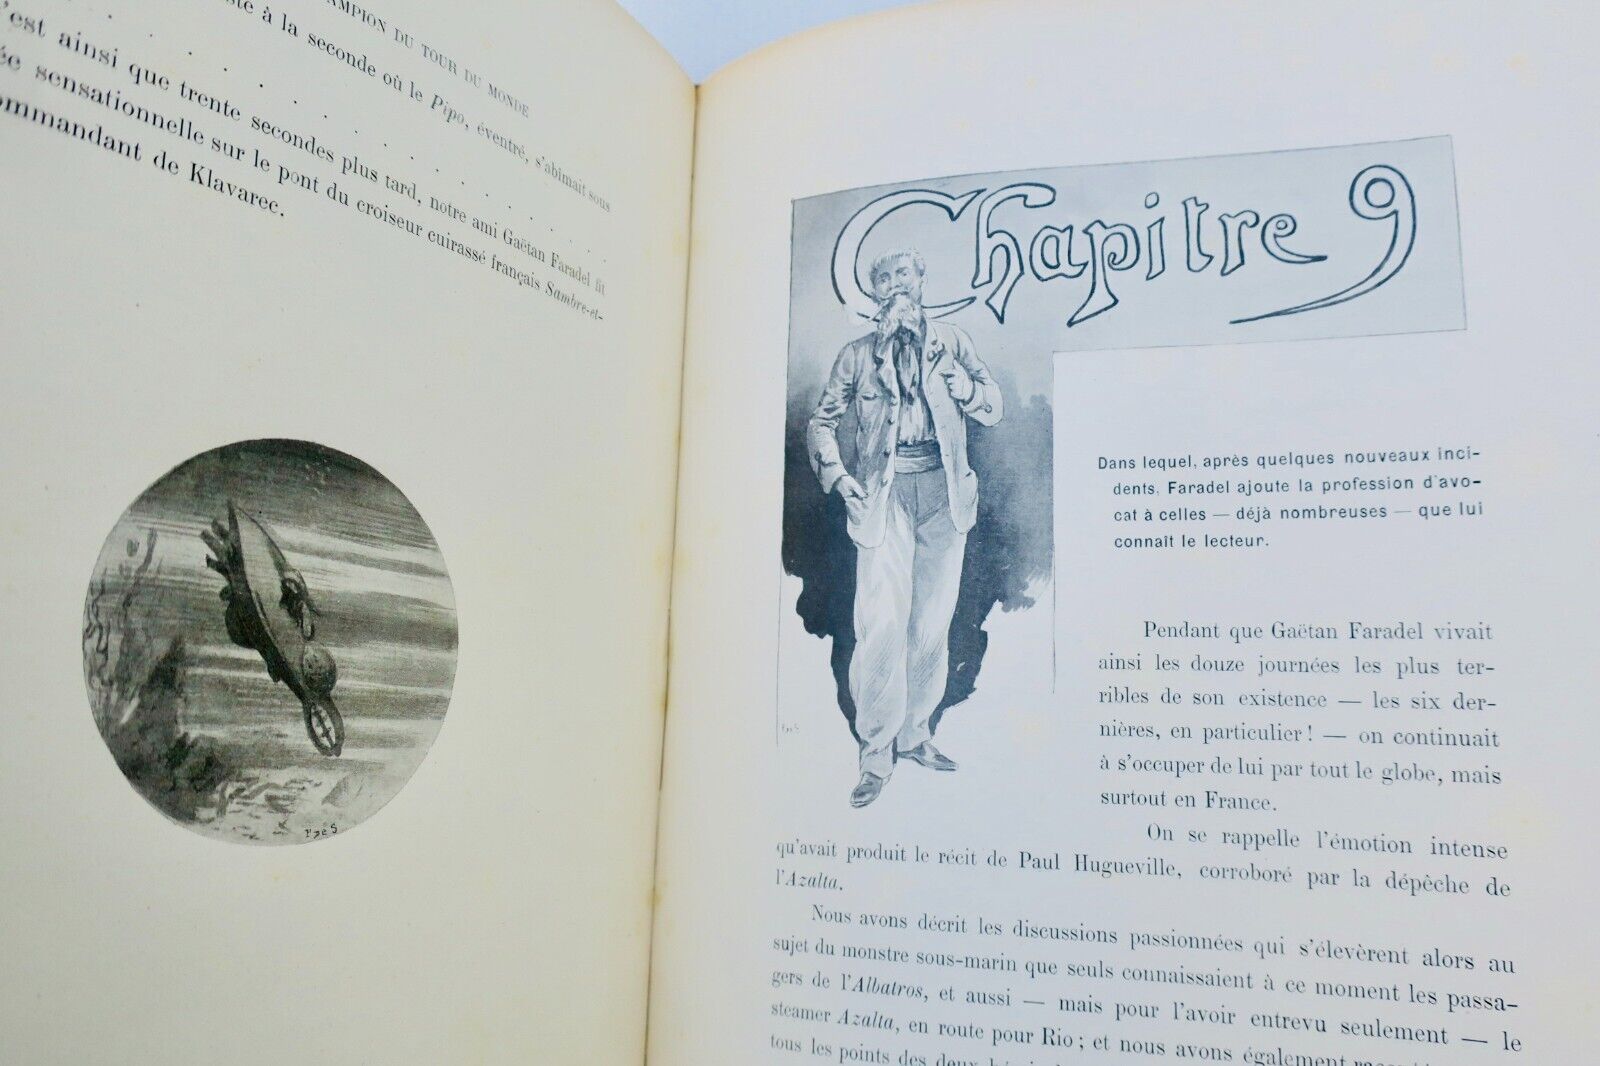 AMPION DU TOUR DU MONDE
à la seconde où le Pipo, éventré, s'abîmait sous
. . . . . . . . . . . .
'est ainsi que trente secondes plus tard, notre ami Gaëtan Faradel fit
ée sensationnelle sur le pont du croiseur cuirassé français Sambre-et-
ommandant de Klavarec.
Chapitre 9
Dans lequel, après quelques nouveaux inci-
dents, Faradel ajoute la profession d'avo-
cat à celles — déjà nombreuses — que lui
connaît le lecteur.
Pendant que Gaëtan Faradel vivait
ainsi les douze journées les plus ter-
ribles de son existence — les six der-
nières, en particulier! — on continuait
à s'occuper de lui par tout le globe, mais
surtout en France.
On se rappelle l'émotion intense
qu'avait produit le récit de Paul Hugueville, corroboré par la dépêche de
l'Azalta.
Nous avons décrit les discussions passionnées qui s'élevèrent alors au
sujet du monstre sous-marin que seuls connaissaient à ce moment les passa-
gers de l'Albatros, et aussi — mais pour l'avoir entrevu seulement — le
steamer Azalta, en route pour Rio; et nous avons également
tous les points des deux